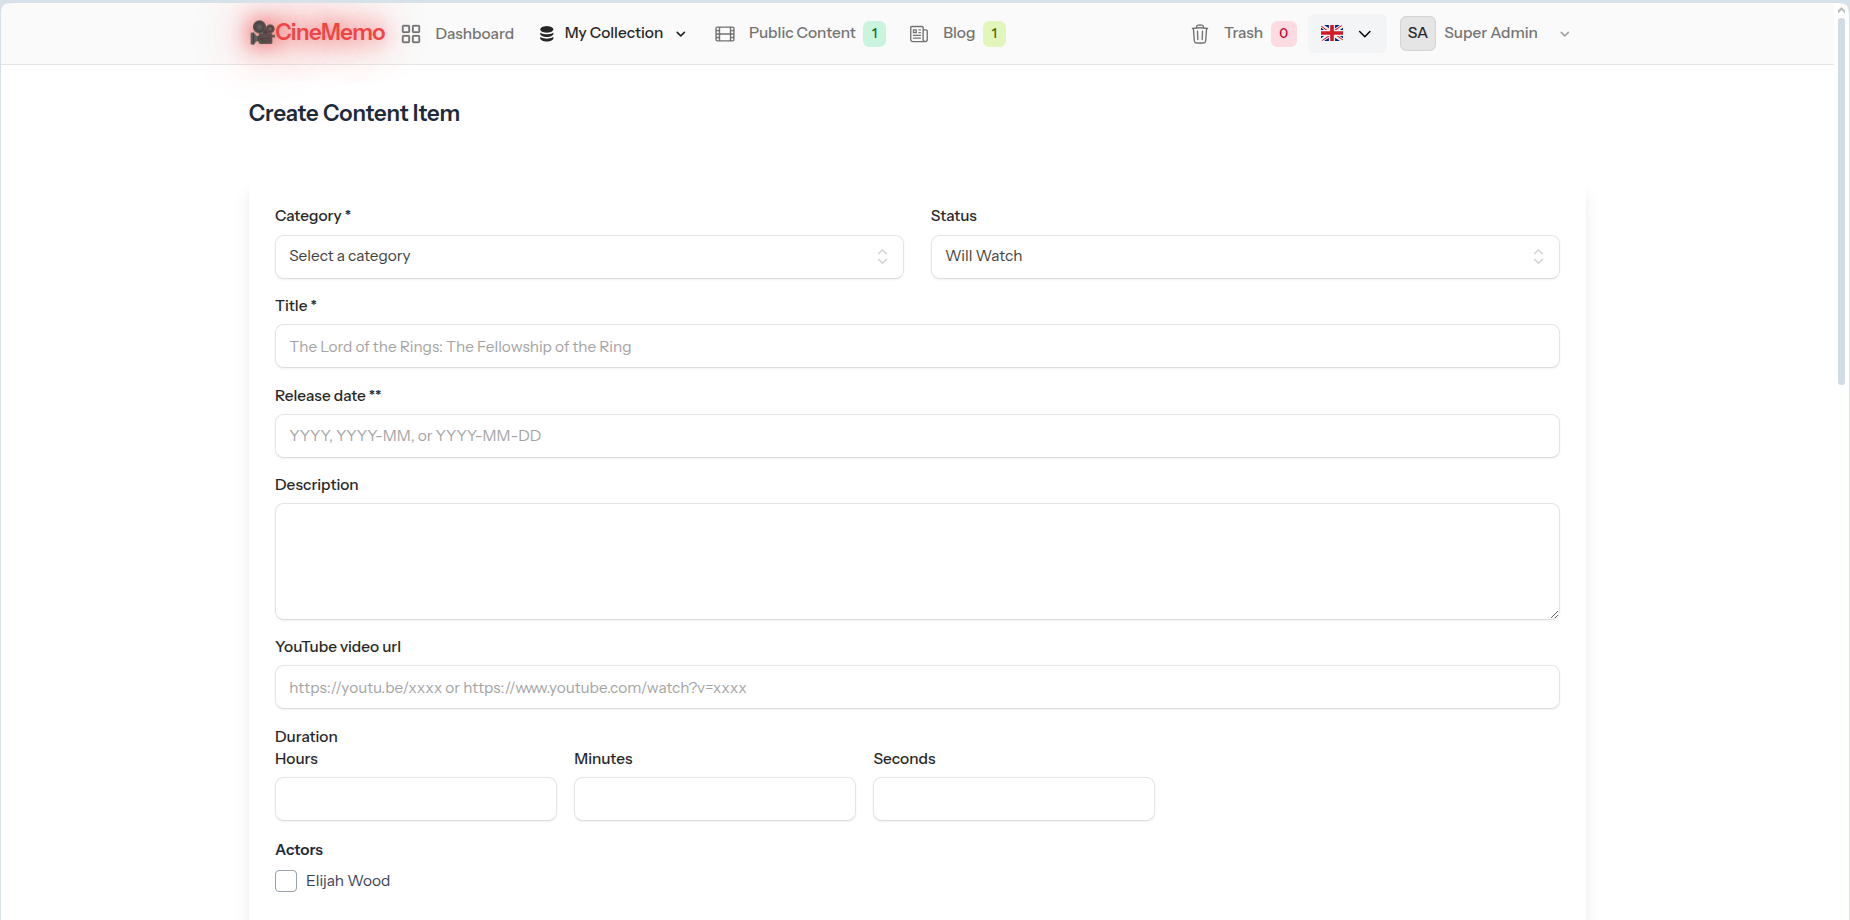 CineMemo Dashboard My Collection Public Content 1 Blog 1 Trash 0 SA Super Admin
Create Content Item
Category * Status
Select a category Will Watch
Title *
The Lord of the Rings: The Fellowship of the Ring
Release date **
YYYY, YYYY-MM, or YYYY-MM-DD
Description
YouTube video url
https://youtu.be/xxxx or https://www.youtube.com/watch?v=xxxx
Duration
Hours Minutes Seconds
Actors
Elijah Wood